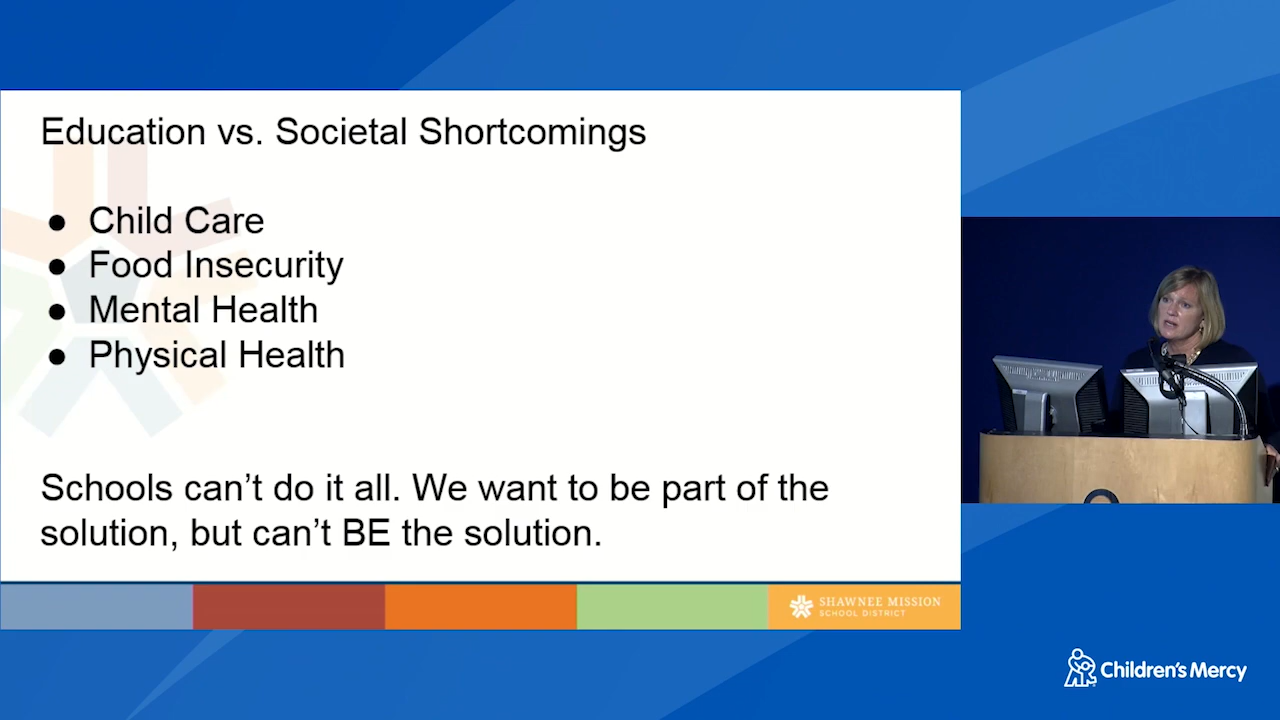 Education vs. Societal Shortcomings
● Child Care
● Food Insecurity
● Mental Health
● Physical Health
Schools can’t do it all. We want to be part of the
solution, but can’t BE the solution.
SHAWNEE MISSION
SCHOOL DISTRICT
Children's Mercy